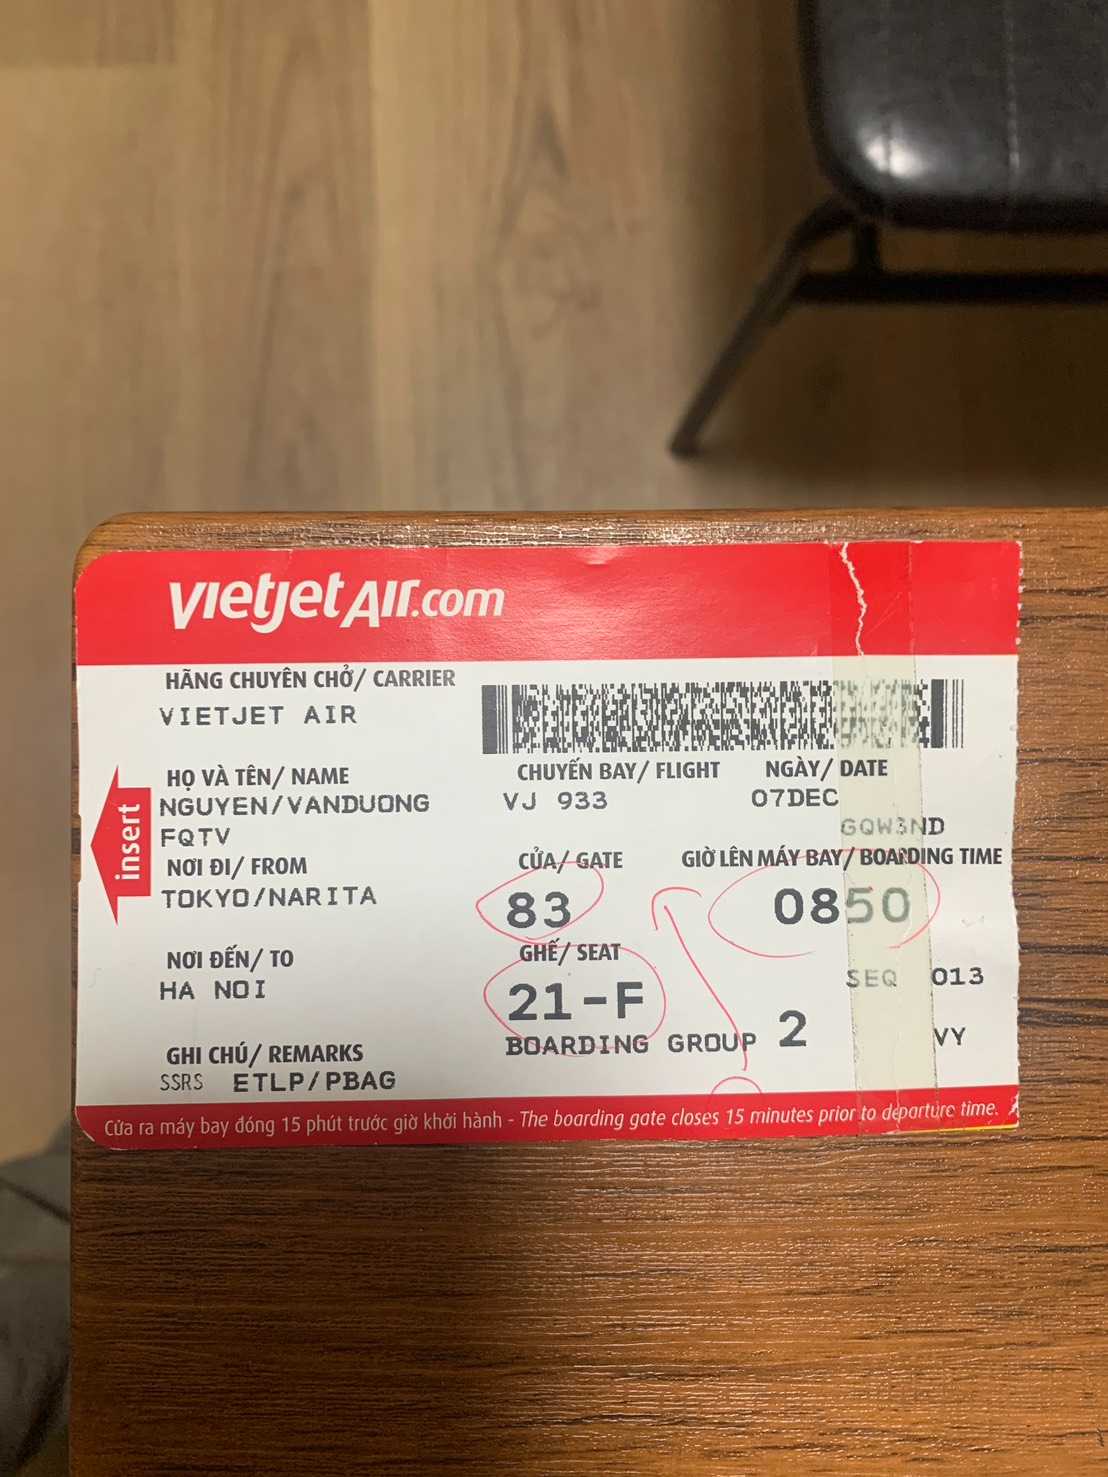 vietjetAir.com
HÃNG CHUYÊN CHỞ/ CARRIER
VIETJET AIR
HỌ VÀ TÊN/ NAME
NGUYEN/VANDUONG
FQTV
CHUYẾN BAY/ FLIGHT
VJ 933
NGÀY/ DATE
07DEC
GQW3ND
insert
NƠI ĐI/ FROM
TOKYO/NARITA
CỬA/ GATE
83
GIỜ LÊN MÁY BAY/ BOARDING TIME
0850
NƠI ĐẾN/ TO
HA NOI
GHẾ/ SEAT
21-F
SEQ 013
BOARDING GROUP 2
VY
GHI CHÚ/ REMARKS
SSRS ETLP/PBAG
Cửa ra máy bay đóng 15 phút trước giờ khởi hành - The boarding gate closes 15 minutes prior to departure time.